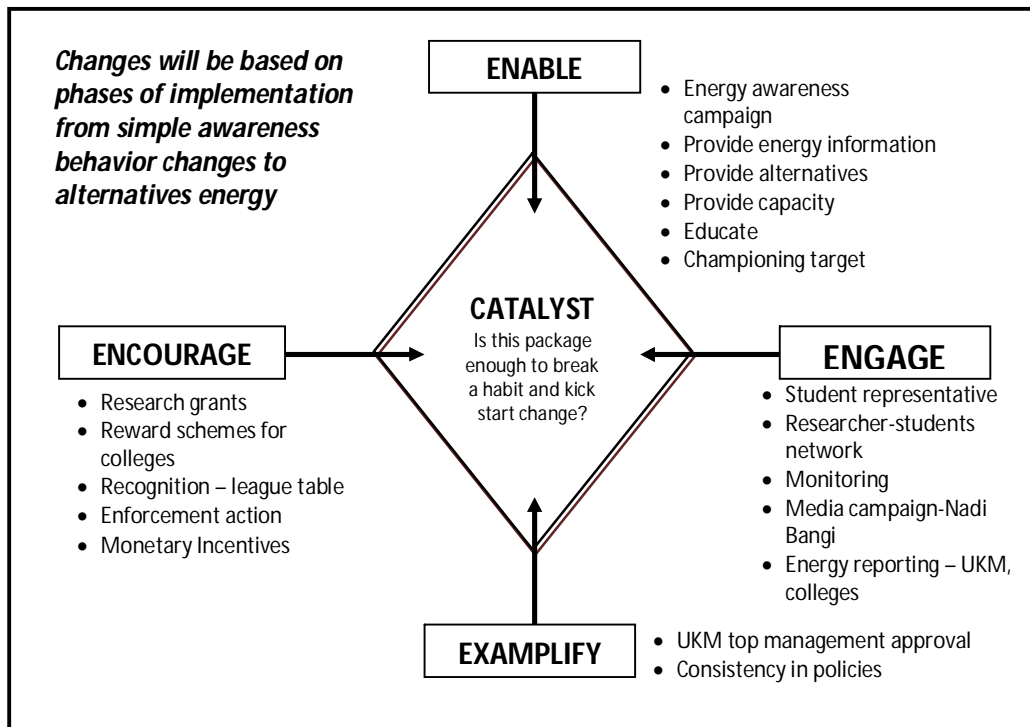 Changes will be based on
phases of implementation
from simple awareness
behavior changes to
alternatives energy
ENABLE
• Energy awareness
campaign
• Provide energy information
• Provide alternatives
• Provide capacity
• Educate
• Championing target
CATALYST
Is this package
enough to break
a habit and kick
start change?
ENCOURAGE
• Research grants
• Reward schemes for
colleges
• Recognition – league table
• Enforcement action
• Monetary Incentives
ENGAGE
• Student representative
• Researcher-students
network
• Monitoring
• Media campaign-Nadi
Bangi
• Energy reporting – UKM,
colleges
EXAMPLIFY
• UKM top management approval
• Consistency in policies